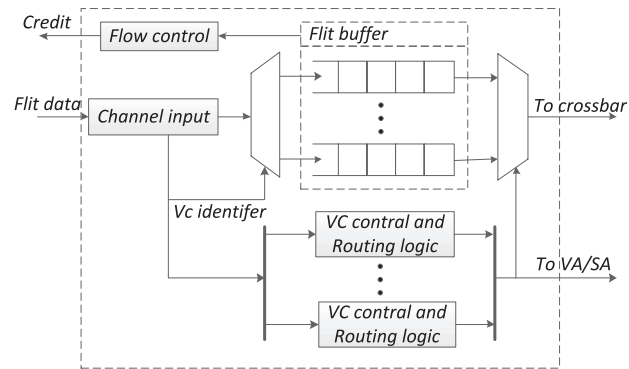 Credit
Flow control
Flit buffer
Flit data
Channel input
To crossbar
Vc identifer
VC contral and
Routing logic
To VA/SA
VC contral and
Routing logic